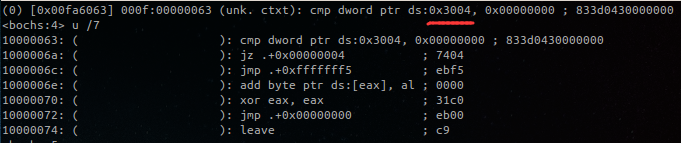 (0) [0x00fa6063] 000f:00000063 (unk. ctxt): cmp dword ptr ds:0x3004, 0x00000000 ; 833d0430000000
<bochs:4> u /7
10000063: ( ): cmp dword ptr ds:0x3004, 0x00000000 ; 833d0430000000
1000006a: ( ): jz .+0x00000004 ; 7404
1000006c: ( ): jmp .+0xfffffff5 ; ebf5
1000006e: ( ): add byte ptr ds:[eax], al ; 0000
10000070: ( ): xor eax, eax ; 31c0
10000072: ( ): jmp .+0x00000000 ; eb00
10000074: ( ): leave ; c9